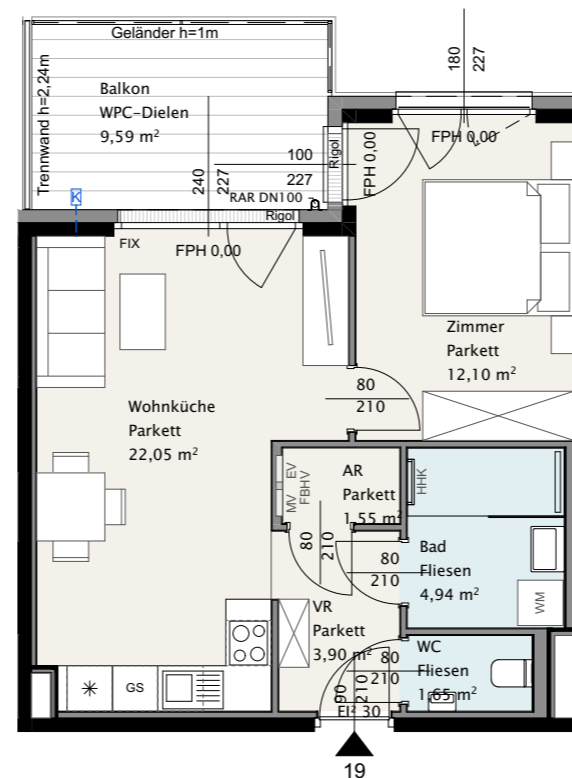 Geländer h=1m
Trennwand h=2,24m
Balkon
WPC-Dielen
9,59 m²
180
227
FPH 0,00
Rigol
FPH 0,00
100
227
240
227
RAR DN100
K
Rigol
FIX
FPH 0,00
Zimmer
Parkett
12,10 m²
80
210
Wohnküche
Parkett
22,05 m²
MV EV
FBHV
AR
Parkett
1,55 m²
HHK
80
210
80
210
Bad
Fliesen
4,94 m²
WM
VR
Parkett
3,90 m²
WC
Fliesen
1,65 m²
80
210
90
210
EI² 30
GS
19